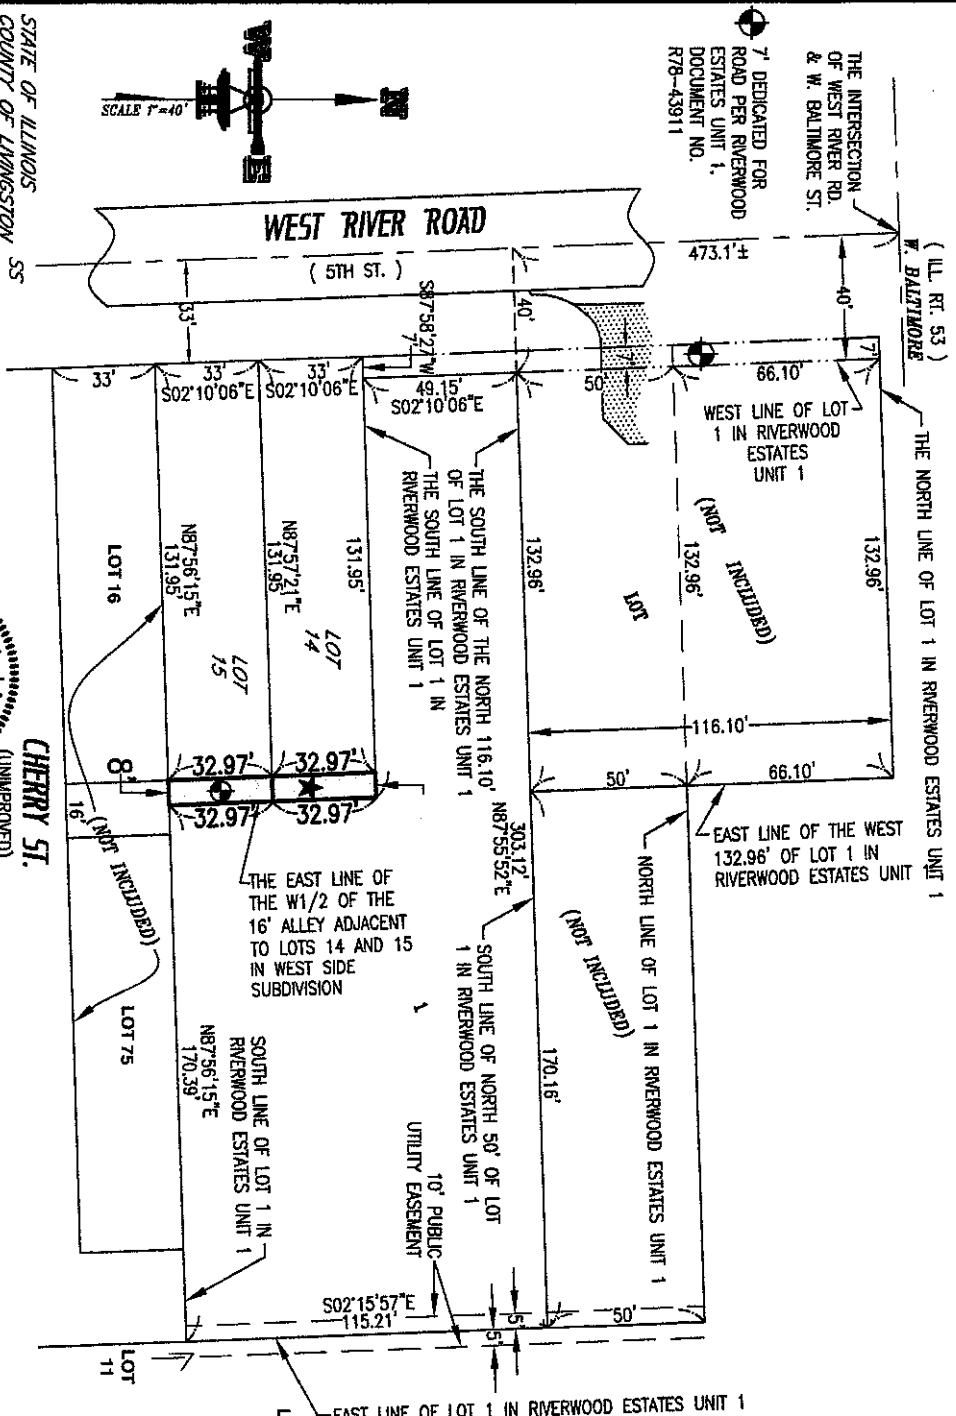 ( ILL. RT. 53 )
W. BALTIMORE
THE INTERSECTION
OF WEST RIVER RD.
& W. BALTIMORE ST.
7' DEDICATED FOR
ROAD PER RIVERWOOD
ESTATES UNIT 1.
DOCUMENT NO.
R78-43911
N
W
E
SCALE 1"=40'
STATE OF ILLINOIS
COUNTY OF LIVINGSTON SS
WEST RIVER ROAD
( 5TH ST. )
473.1'±
40'
7'
66.10'
WEST LINE OF LOT
1 IN RIVERWOOD
ESTATES
UNIT 1
THE NORTH LINE OF LOT 1 IN RIVERWOOD ESTATES UNIT 1
132.96'
(NOT INCLUDED)
LOT
132.96'
7'
50'
40'
132.96'
116.10'
50'
66.10'
EAST LINE OF THE WEST
132.96' OF LOT 1 IN
RIVERWOOD ESTATES UNIT 1
NORTH LINE OF LOT 1 IN RIVERWOOD ESTATES UNIT 1
(NOT INCLUDED)
THE SOUTH LINE OF THE NORTH 116.10'
OF LOT 1 IN RIVERWOOD ESTATES UNIT 1
THE SOUTH LINE OF LOT 1 IN
RIVERWOOD ESTATES UNIT 1
303.12'
N87°55'52"E
SOUTH LINE OF NORTH 50' OF LOT
1 IN RIVERWOOD ESTATES UNIT 1
170.16'
49.15'
S02°10'06"E
S87°58'27"W
7'
33'
33'
33'
33'
S02°10'06"E
S02°10'06"E
131.95'
N87°57'21"E
131.95'
N87°56'15"E
131.95'
LOT
14
LOT
15
LOT 16
32.97'
32.97'
32.97'
32.97'
8'
16'
(NOT INCLUDED)
THE EAST LINE OF
THE W1/2 OF THE
16' ALLEY ADJACENT
TO LOTS 14 AND 15
IN WEST SIDE
SUBDIVISION
1
LOT 75
N87°56'15"E
170.39'
SOUTH LINE OF LOT 1 IN
RIVERWOOD ESTATES UNIT 1
10' PUBLIC
UTILITY EASEMENT
S02°15'57"E
115.21'
5'
5'
50'
LOT
11
EAST LINE OF LOT 1 IN RIVERWOOD ESTATES UNIT 1
CHERRY ST.
(UNIMPROVED)